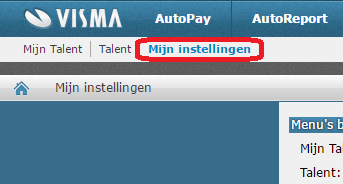 VISMA AutoPay AutoReport
Mijn Talent Talent Mijn instellingen
Mijn instellingen
Menu's b
Mijn Ta
Talent: